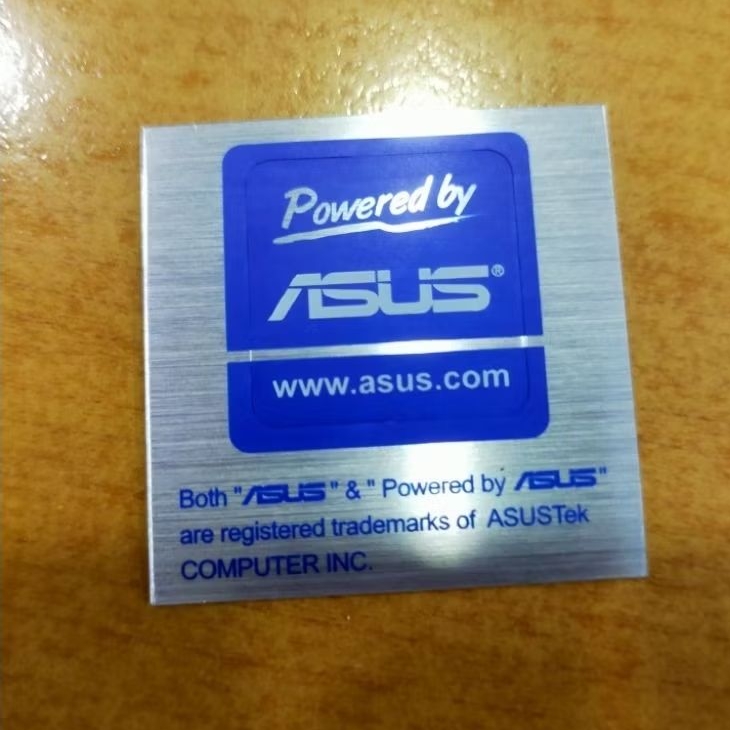 Powered by
ASUS®
www.asus.com
Both "ASUS" & " Powered by ASUS"
are registered trademarks of ASUSTek
COMPUTER INC.